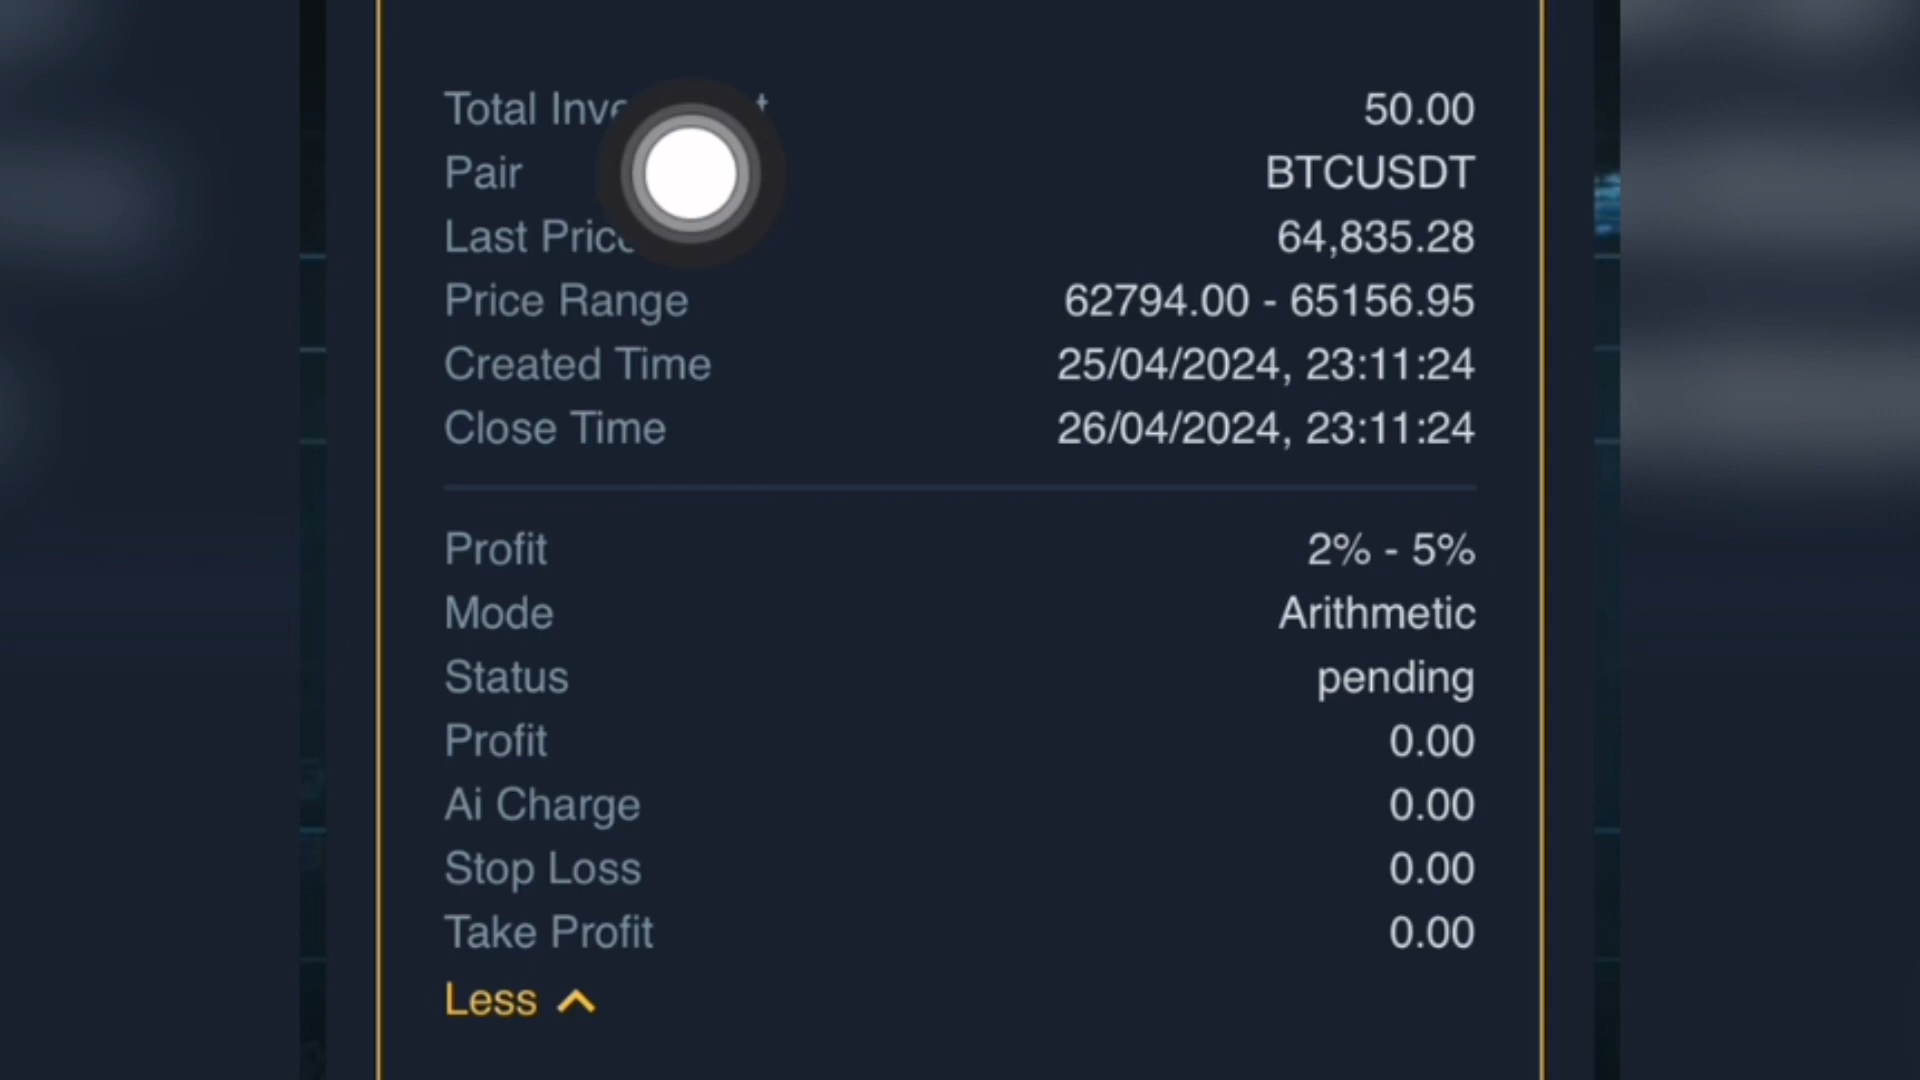 Total 50.00
Pair BTCUSDT
Last 64,835.28
Price Range 62794.00 - 65156.95
Created Time 25/04/2024, 23:11:24
Close Time 26/04/2024, 23:11:24
Profit 2% - 5%
Mode Arithmetic
Status pending
Profit 0.00
Ai Charge 0.00
Stop Loss 0.00
Take Profit 0.00
Less